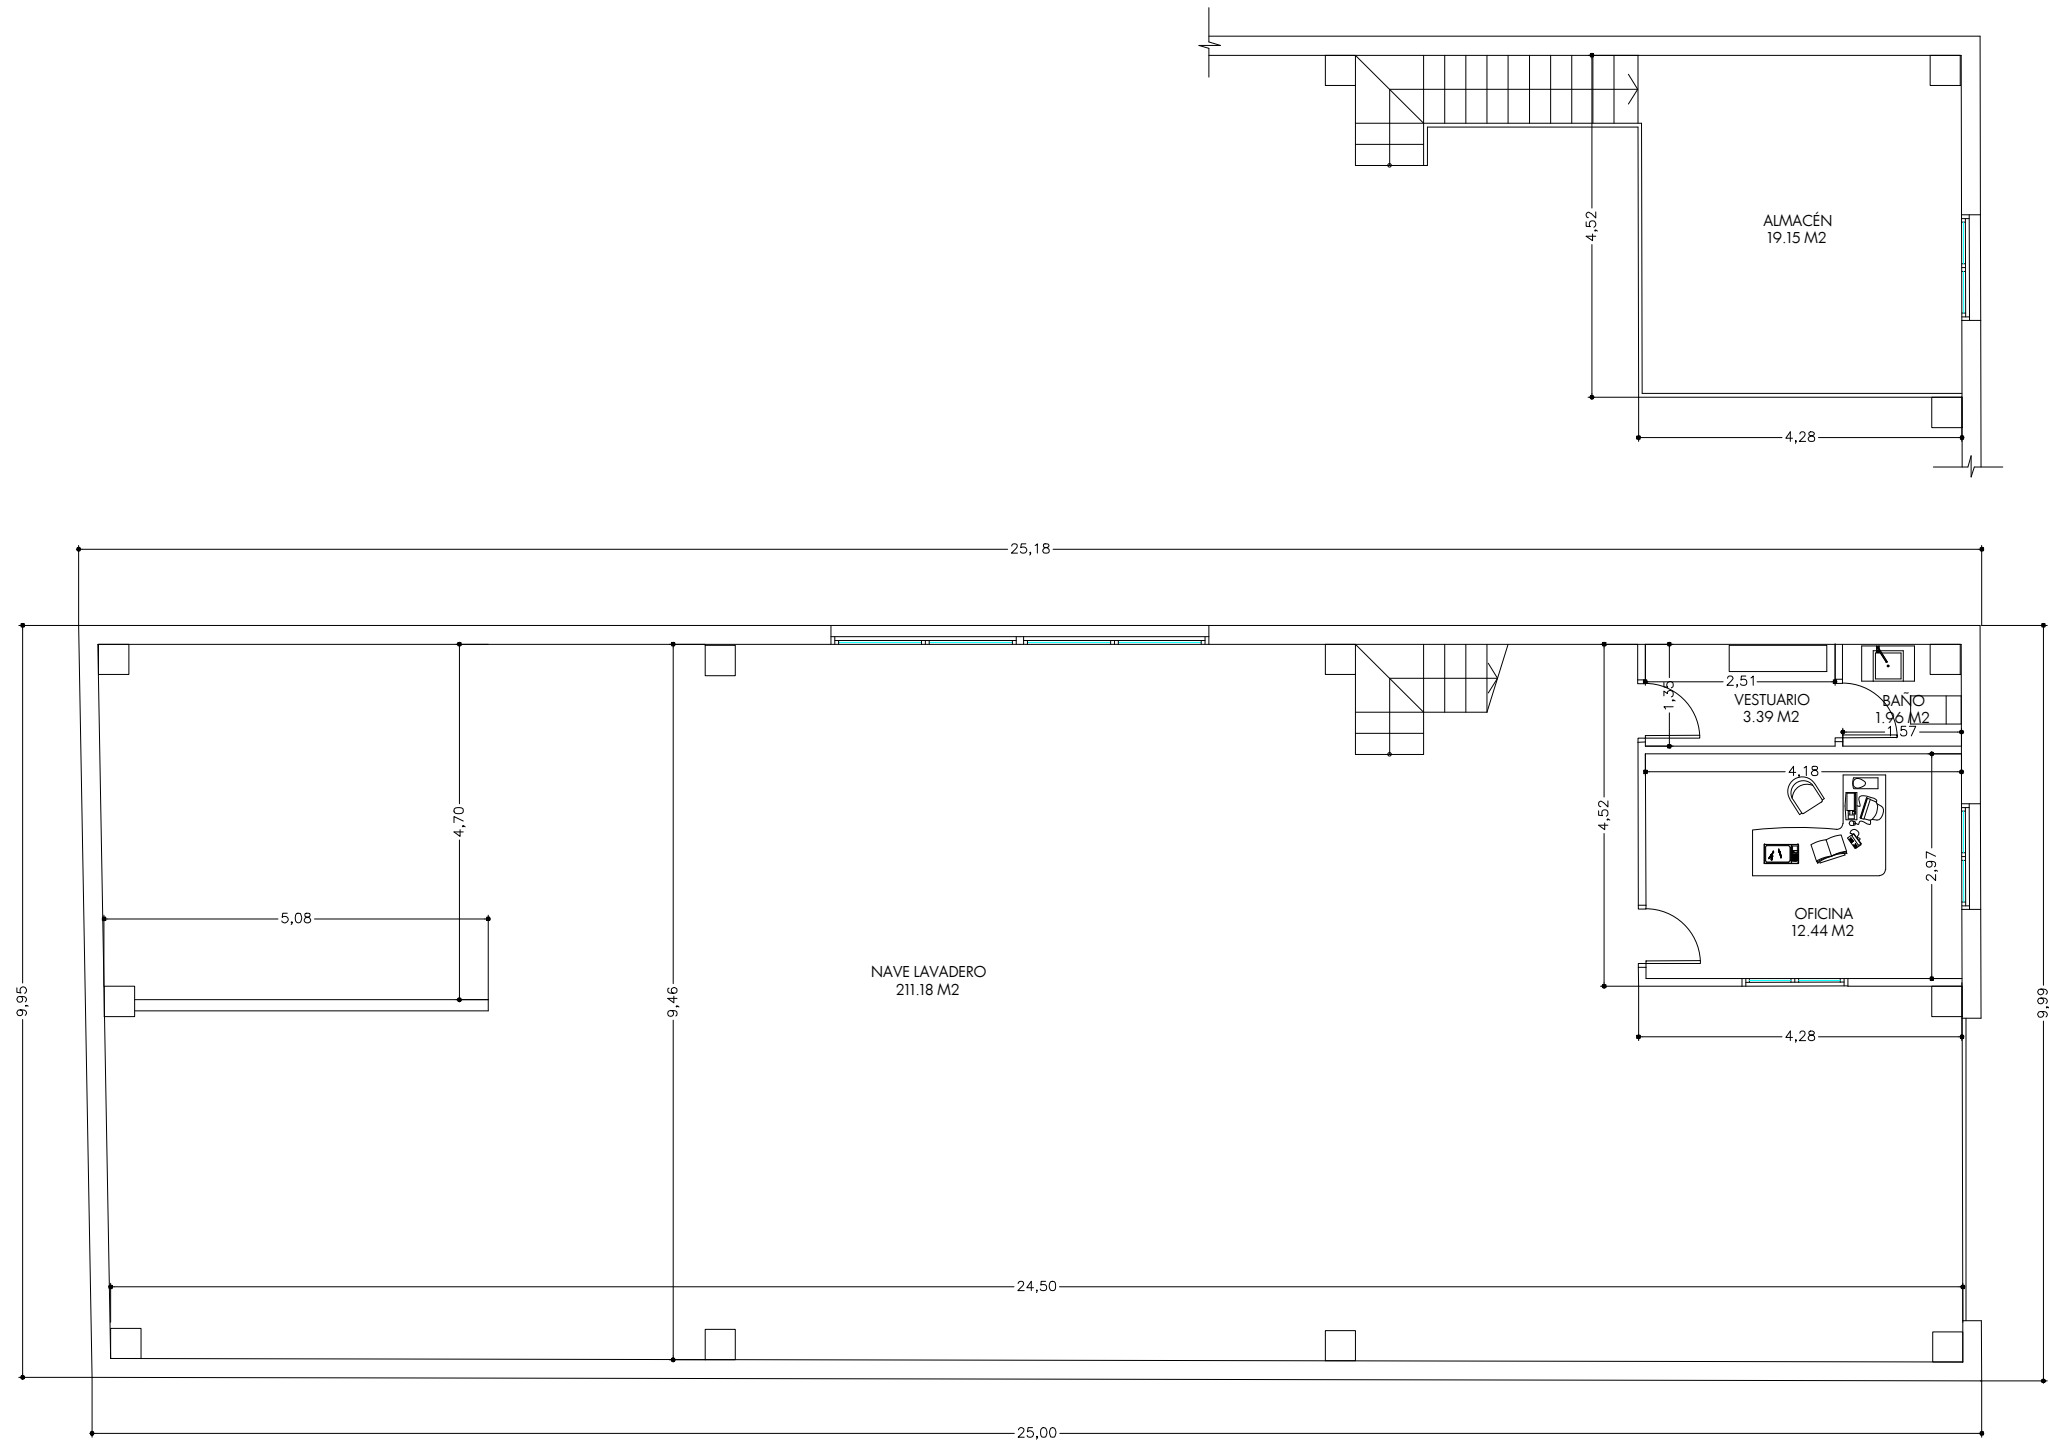 4,52
ALMACÉN
19.15 M2
4,28
25,18
2,51
1,35
VESTUARIO
3.39 M2
BAÑO
1.96 M2
1,57
4,18
4,70
4,52
2,97
5,08
OFICINA
12.44 M2
NAVE LAVADERO
211.18 M2
9,95
9,46
9,99
4,28
24,50
25,00